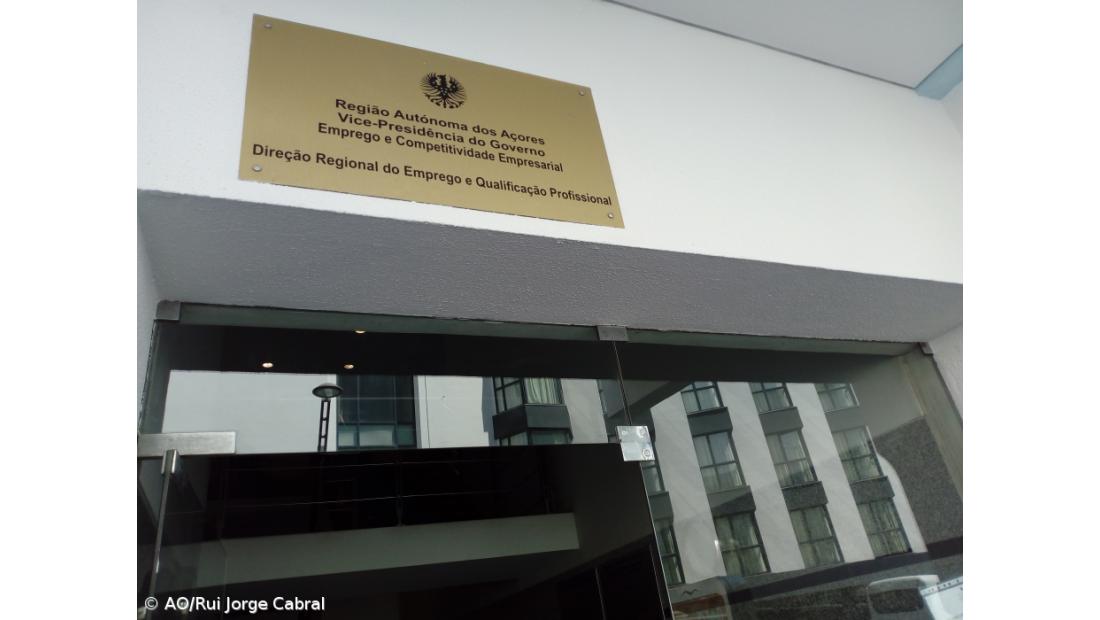 Região Autónoma dos Açores
Vice-Presidência do Governo
Emprego e Competitividade Empresarial
Direção Regional do Emprego e Qualificação Profissional
© AO/Rui Jorge Cabral